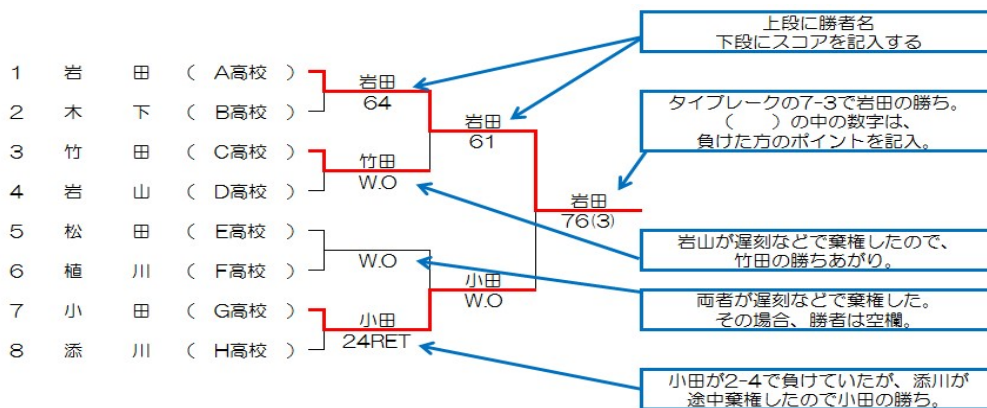 上段に勝者名
下段にスコアを記入する
1 岩 田 ( A高校 )
2 木 下 ( B高校 )
3 竹 田 ( C高校 )
4 岩 山 ( D高校 )
5 松 田 ( E高校 )
6 植 川 ( F高校 )
7 小 田 ( G高校 )
8 添 川 ( H高校 )
岩田
64
竹田
W.O
W.O
小田
24RET
岩田
61
小田
W.O
岩田
76(3)
タイブレークの7-3で岩田の勝ち。
( )の中の数字は、
負けた方のポイントを記入。
岩山が遅刻などで棄権したので、
竹田の勝ちあがり。
両者が遅刻などで棄権した。
その場合、勝者は空欄。
小田が2-4で負けていたが、添川が
途中棄権したので小田の勝ち。